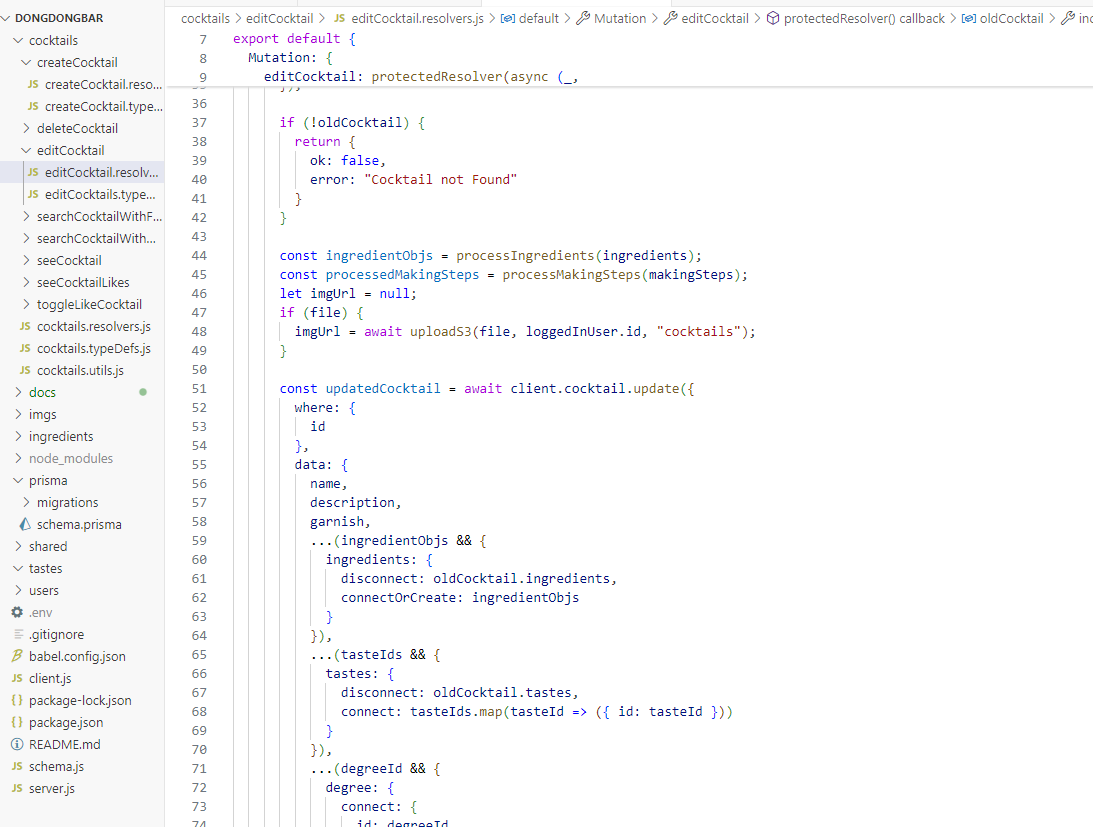 DONGDONGBAR
cocktails
createCocktail
JS createCocktail.reso...
JS createCocktail.type...
deleteCocktail
editCocktail
JS editCocktail.resolv...
JS editCocktails.type...
searchCocktailWithF...
searchCocktailWith...
seeCocktail
seeCocktailLikes
toggleLikeCocktail
JS cocktails.resolvers.js
JS cocktails.typeDefs.js
JS cocktails.utils.js
docs
imgs
ingredients
node_modules
prisma
migrations
schema.prisma
shared
tastes
users
.env
.gitignore
babel.config.json
JS client.js
{} package-lock.json
{} package.json
README.md
JS schema.js
JS server.js
cocktails > editCocktail > JS editCocktail.resolvers.js > default > Mutation > editCocktail > protectedResolver() callback > oldCocktail > inc
7 export default {
8 Mutation: {
9 editCocktail: protectedResolver(async (_,
36
37 if (!oldCocktail) {
38 return {
39 ok: false,
40 error: "Cocktail not Found"
41 }
42 }
43
44 const ingredientObjs = processIngredients(ingredients);
45 const processedMakingSteps = processMakingSteps(makingSteps);
46 let imgUrl = null;
47 if (file) {
48 imgUrl = await uploadS3(file, loggedInUser.id, "cocktails");
49 }
50
51 const updatedCocktail = await client.cocktail.update({
52 where: {
53 id
54 },
55 data: {
56 name,
57 description,
58 garnish,
59 ...(ingredientObjs && {
60 ingredients: {
61 disconnect: oldCocktail.ingredients,
62 connectOrCreate: ingredientObjs
63 }
64 }),
65 ...(tasteIds && {
66 tastes: {
67 disconnect: oldCocktail.tastes,
68 connect: tasteIds.map(tasteId => ({ id: tasteId }))
69 }
70 }),
71 ...(degreeId && {
72 degree: {
73 connect: {
74 id: degreeId